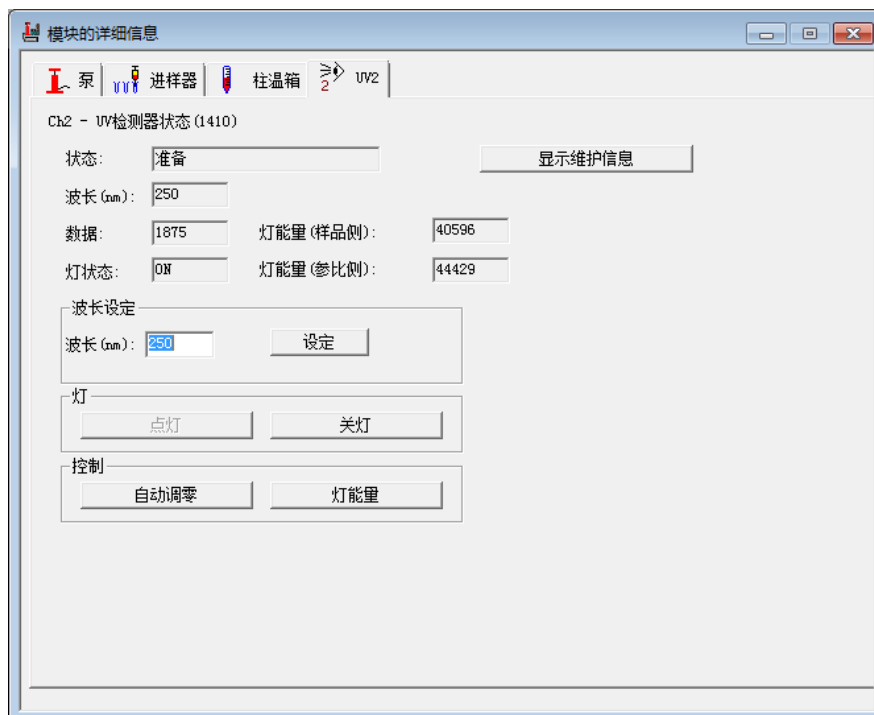 模块的详细信息
泵 进样器 柱温箱 2 UV2
Ch2 - UV检测器状态(1410)
状态: 准备 显示维护信息
波长(nm): 250
数据: 1875 灯能量(样品侧): 40596
灯状态: ON 灯能量(参比侧): 44429
波长设定
波长(nm): 250 设定
灯
点灯 关灯
控制
自动调零 灯能量